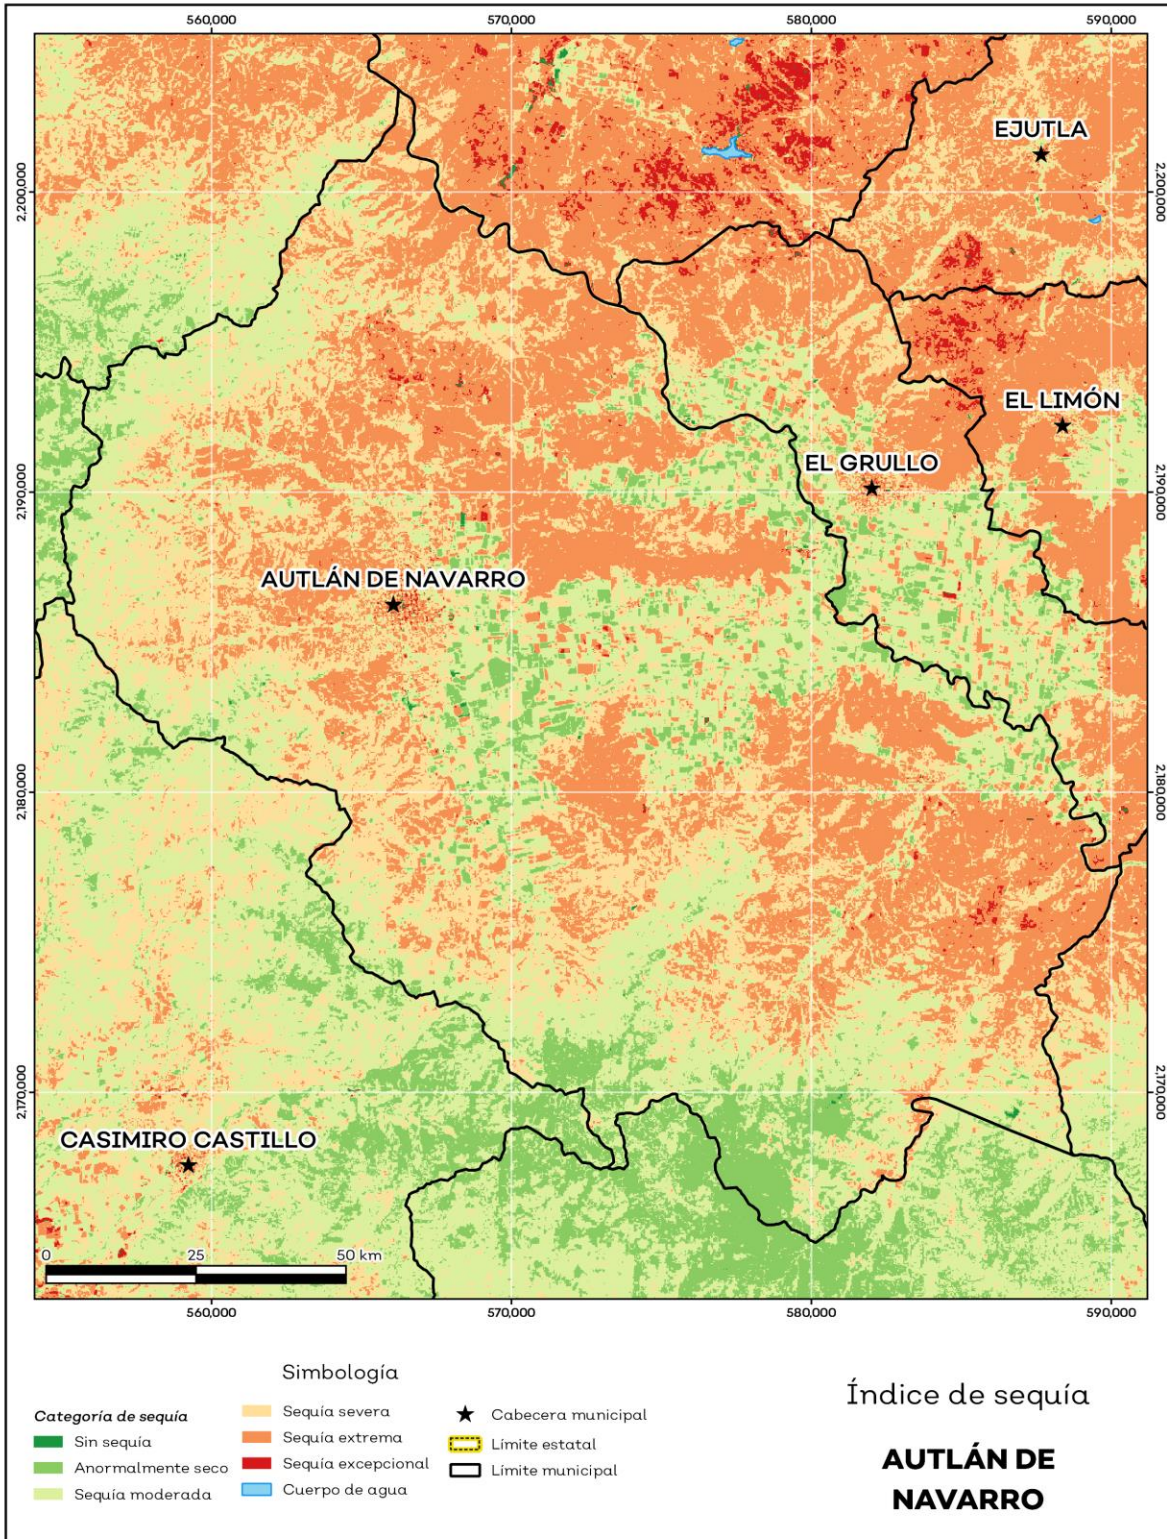 560,000
570,000
580,000
590,000
EJUTLA
2,200,000
2,200,000
EL LIMÓN
EL GRULLO
2,190,000
2,190,000
AUTLÁN DE NAVARRO
2,180,000
2,180,000
2,170,000
2,170,000
CASIMIRO CASTILLO
0
25
50 km
560,000
570,000
580,000
590,000
Simbología
Categoría de sequía
Sin sequía
Anormalmente seco
Sequía moderada
Sequía severa
Sequía extrema
Sequía excepcional
Cuerpo de agua
Cabecera municipal
Límite estatal
Límite municipal
Índice de sequía
AUTLÁN DE
NAVARRO